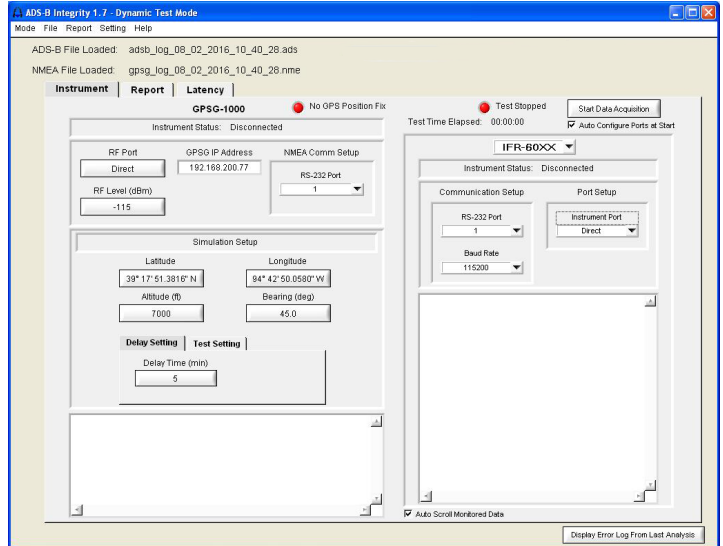 ADS-B Integrity 1.7 - Dynamic Test Mode
Mode File Report Setting Help
ADS-B File Loaded: adsb_log_08_02_2016_10_40_28.ads
NMEA File Loaded: gpsg_log_08_02_2016_10_40_28.nme
Instrument Report Latency
GPSG-1000
No GPS Position Fix
Instrument Status: Disconnected
RF Port
Direct
RF Level (dBm)
-115
GPSG IP Address
192.168.200.77
NMEA Comm Setup
RS-232 Port
1
Simulation Setup
Latitude
39° 17' 51.3816" N
Longitude
94° 42' 50.0580" W
Altitude (ft)
7000
Bearing (deg)
45.0
Delay Setting Test Setting
Delay Time (min)
5
Test Stopped
Test Time Elapsed: 00:00:00
Start Data Acquisition
Auto Configure Ports at Start
IFR-60XX
Instrument Status: Disconnected
Communication Setup
RS-232 Port
1
Baud Rate
115200
Port Setup
Instrument Port
Direct
Auto Scroll Monitored Data
Display Error Log From Last Analysis